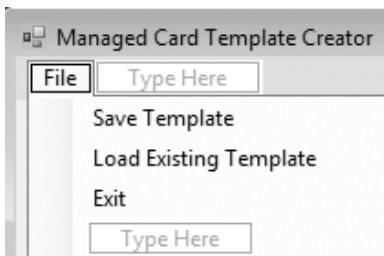 Managed Card Template Creator
File Type Here
Save Template
Load Existing Template
Exit
Type Here